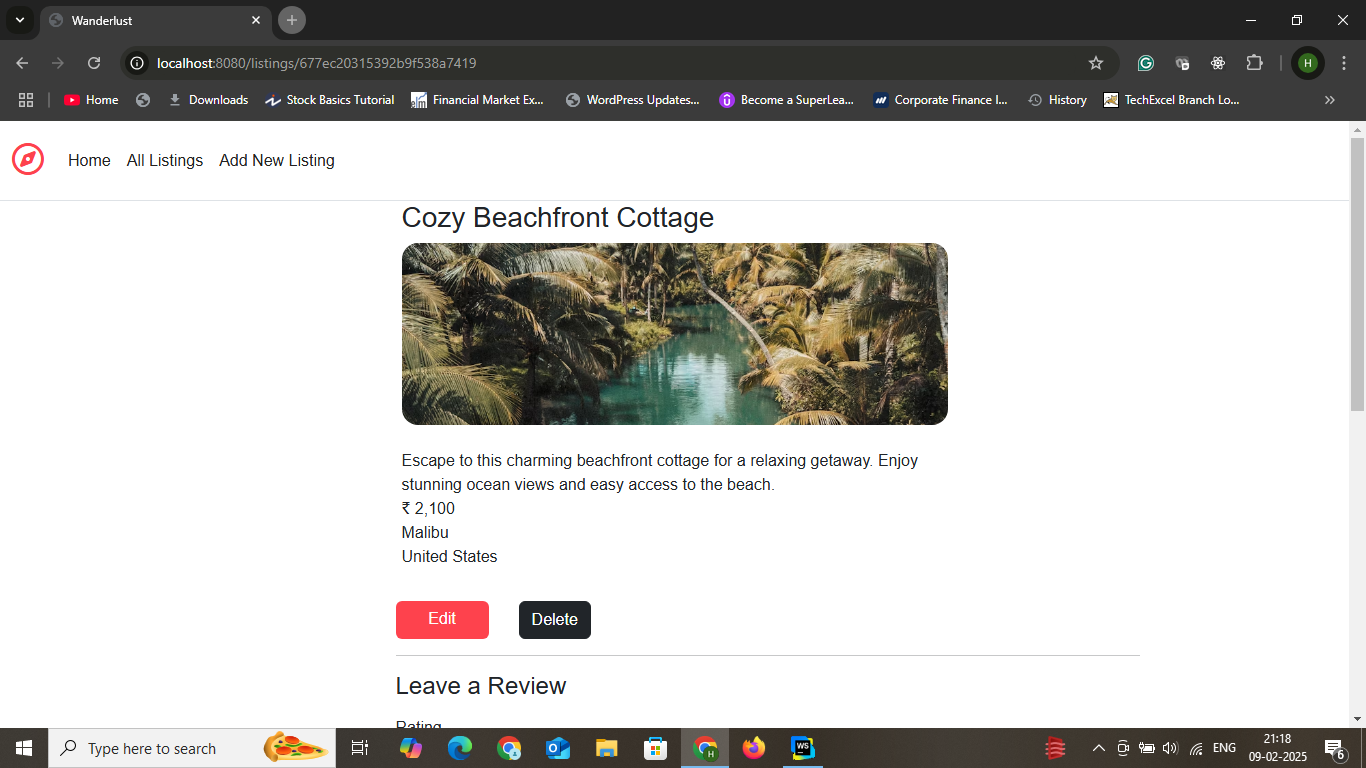 Wanderlust
localhost:8080/listings/677ec20315392b9f538a7419
H
Home
Downloads
Stock Basics Tutorial
Financial Market Ex...
WordPress Updates...
Become a SuperLea...
Corporate Finance I...
History
TechExcel Branch Lo...
Home All Listings Add New Listing
Cozy Beachfront Cottage
Escape to this charming beachfront cottage for a relaxing getaway. Enjoy
stunning ocean views and easy access to the beach.
₹ 2,100
Malibu
United States
Edit Delete
Leave a Review
Rating
Type here to search
WS
ENG
21:18
09-02-2025
6